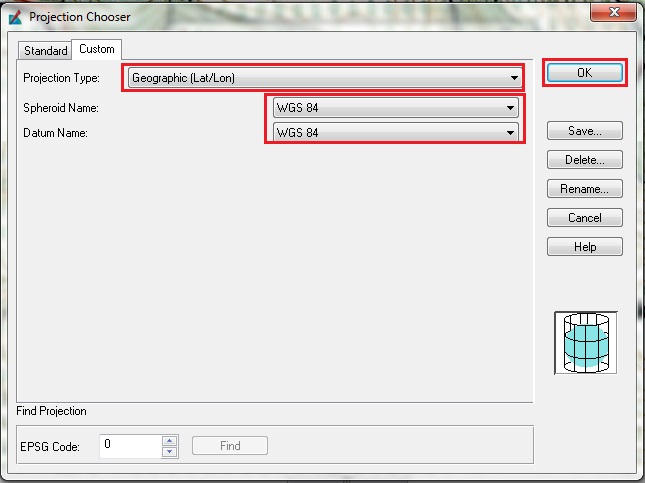 Projection Chooser
Standard Custom
Projection Type: Geographic (Lat/Lon) OK
Spheroid Name: WGS 84
Datum Name: WGS 84
Save...
Delete...
Rename...
Cancel
Help
Find Projection
EPSG Code: 0 Find